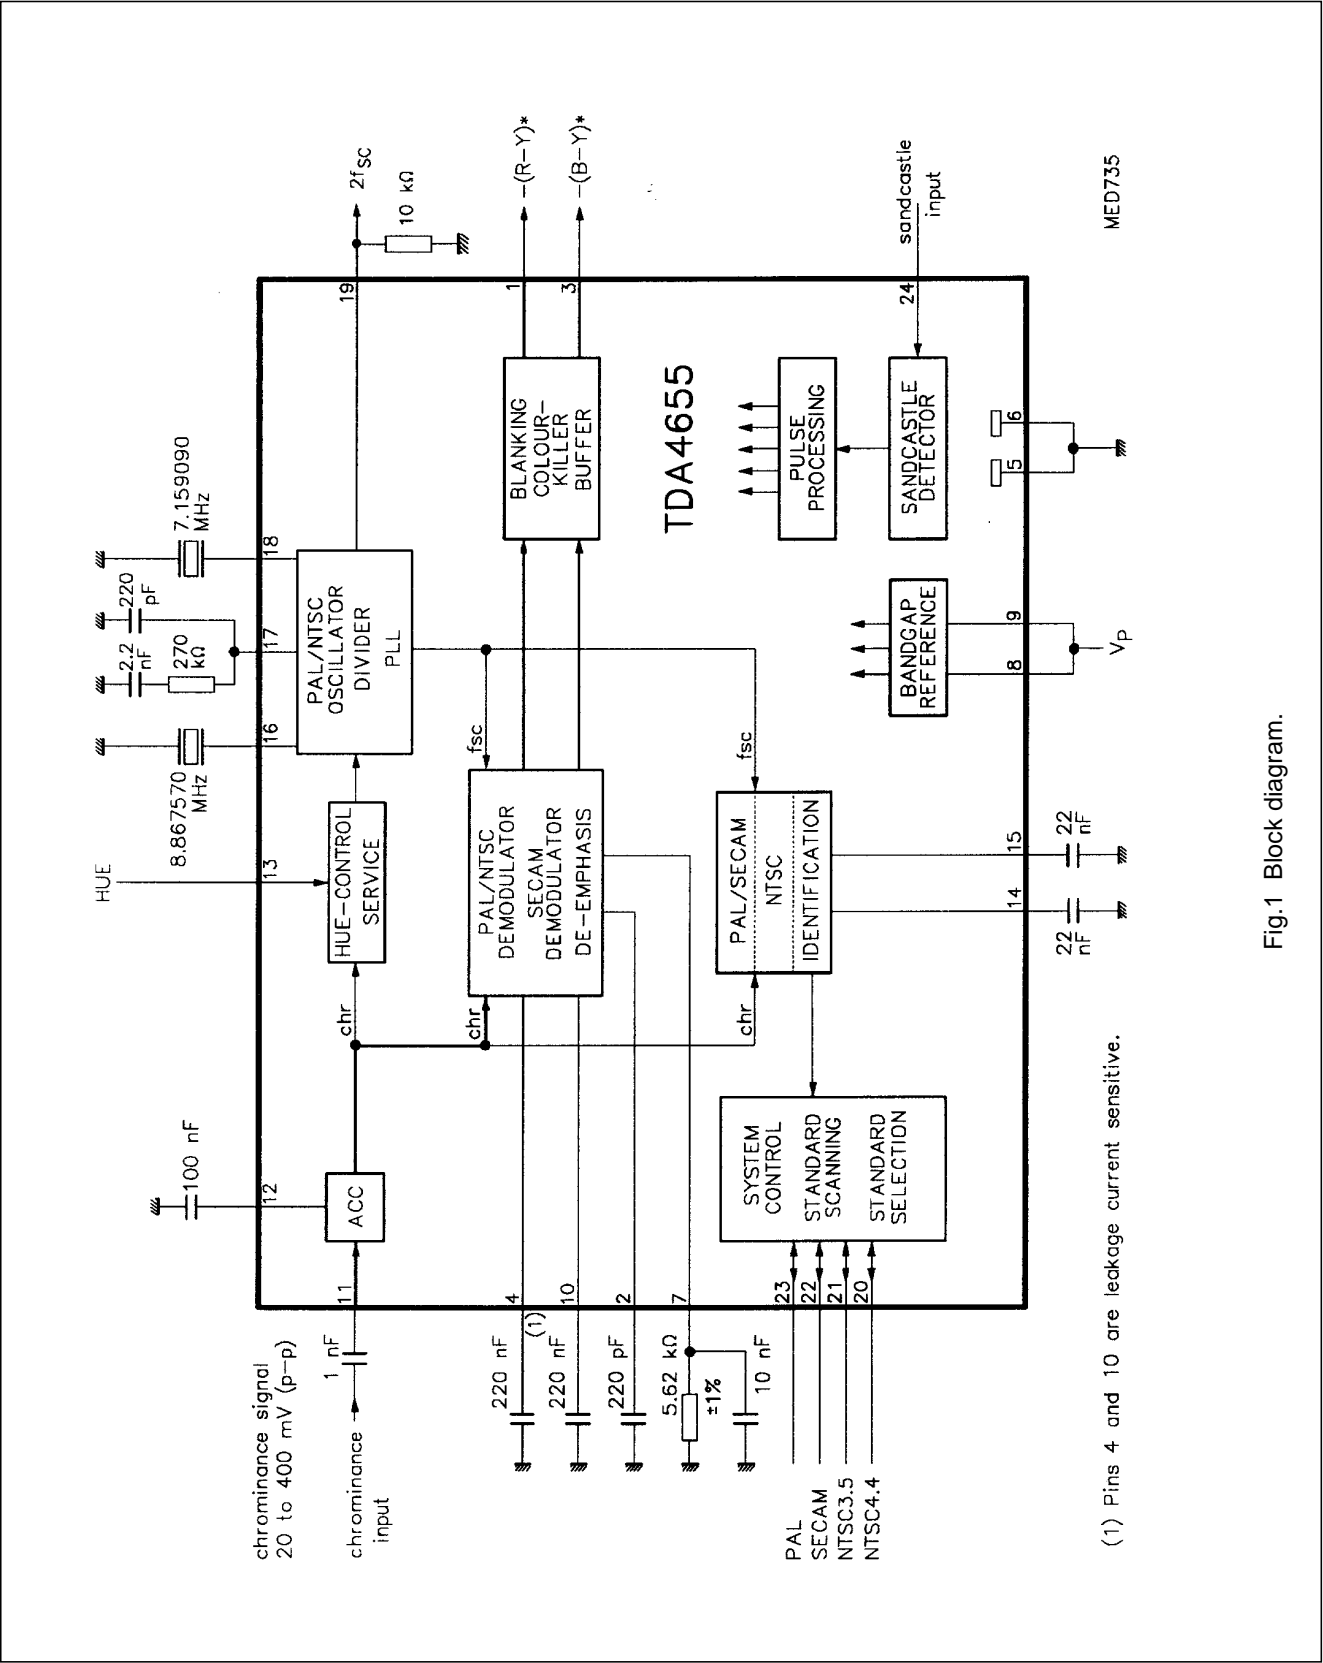 HUE
8.867570
MHz
2.2
nF
270
kΩ
220
pF
7.159090
MHz
100 nF
12
13
16
17
18
chrominance signal
20 to 400 mV (p–p)
chrominance
input
1 nF
11
ACC
chr
HUE–CONTROL
SERVICE
PAL/NTSC
OSCILLATOR
DIVIDER
PLL
19
2fSC
10 kΩ
chr
fsc
220 nF
4
(1)
220 nF
10
220 pF
2
5.62 kΩ
±1%
7
10 nF
PAL/NTSC
DEMODULATOR
SECAM
DEMODULATOR
DE–EMPHASIS
BLANKING
COLOUR–
KILLER
BUFFER
1
–(R–Y)*
3
–(B–Y)*
TDA4655
chr
fsc
PAL/SECAM
NTSC
IDENTIFICATION
SYSTEM
CONTROL
STANDARD
SCANNING
STANDARD
SELECTION
PAL
23
SECAM
22
NTSC3.5
21
NTSC4.4
20
PULSE
PROCESSING
BANDGAP
REFERENCE
SANDCASTLE
DETECTOR
24
sandcastle
input
14
15
8
9
5
6
22
nF
22
nF
VP
(1) Pins 4 and 10 are leakage current sensitive.
MED735
Fig.1 Block diagram.